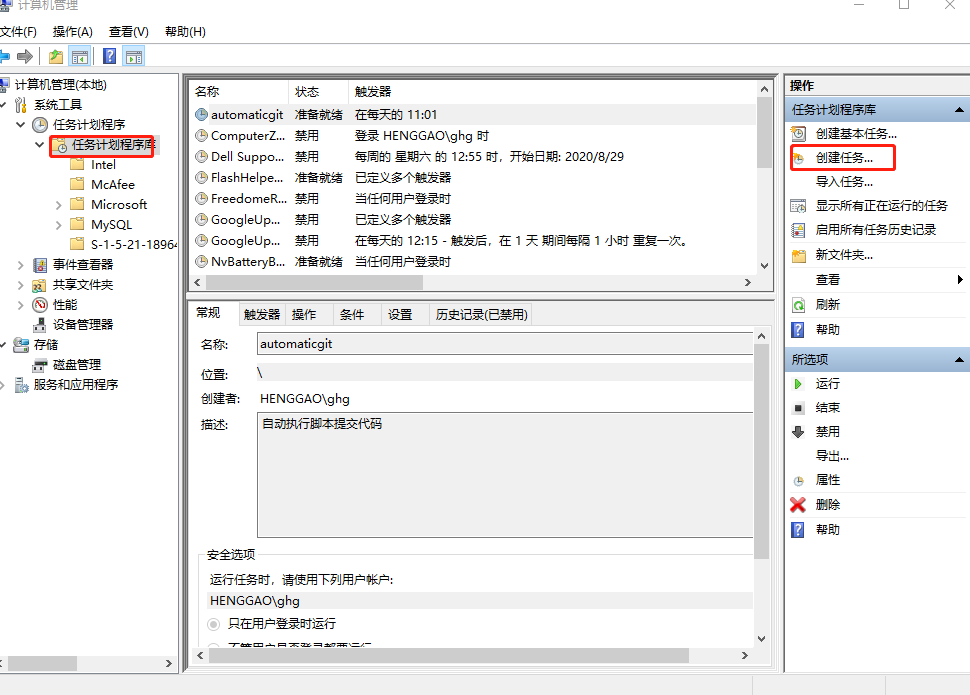 计算机管理
文件(F) 操作(A) 查看(V) 帮助(H)
计算机管理(本地)
系统工具
任务计划程序
任务计划程序库
Intel
McAfee
Microsoft
MySQL
S-1-5-21-18964
事件查看器
共享文件夹
性能
设备管理器
存储
磁盘管理
服务和应用程序
名称 状态 触发器
automaticgit 准备就绪 在每天的 11:01
ComputerZ... 禁用 登录 HENGGAO\ghg 时
Dell Suppo... 禁用 每周的 星期六 的 12:55 时，开始日期: 2020/8/29
FlashHelpe... 准备就绪 已定义多个触发器
FreedomeR... 禁用 当任何用户登录时
GoogleUp... 禁用 已定义多个触发器
GoogleUp... 禁用 在每天的 12:15 - 触发后，在 1 天 期间每隔 1 小时 重复一次。
NvBatteryB... 准备就绪 当任何用户登录时
常规 触发器 操作 条件 设置 历史记录(已禁用)
名称: automaticgit
位置: \
创建者: HENGGAO\ghg
描述: 自动执行脚本提交代码
安全选项
运行任务时，请使用下列用户帐户:
HENGGAO\ghg
只在用户登录时运行
不管用户是否登录都要运行
操作
任务计划程序库
创建基本任务...
创建任务...
导入任务...
显示所有正在运行的任务
启用所有任务历史记录
新文件夹...
查看
刷新
帮助
所选项
运行
结束
禁用
导出...
属性
删除
帮助